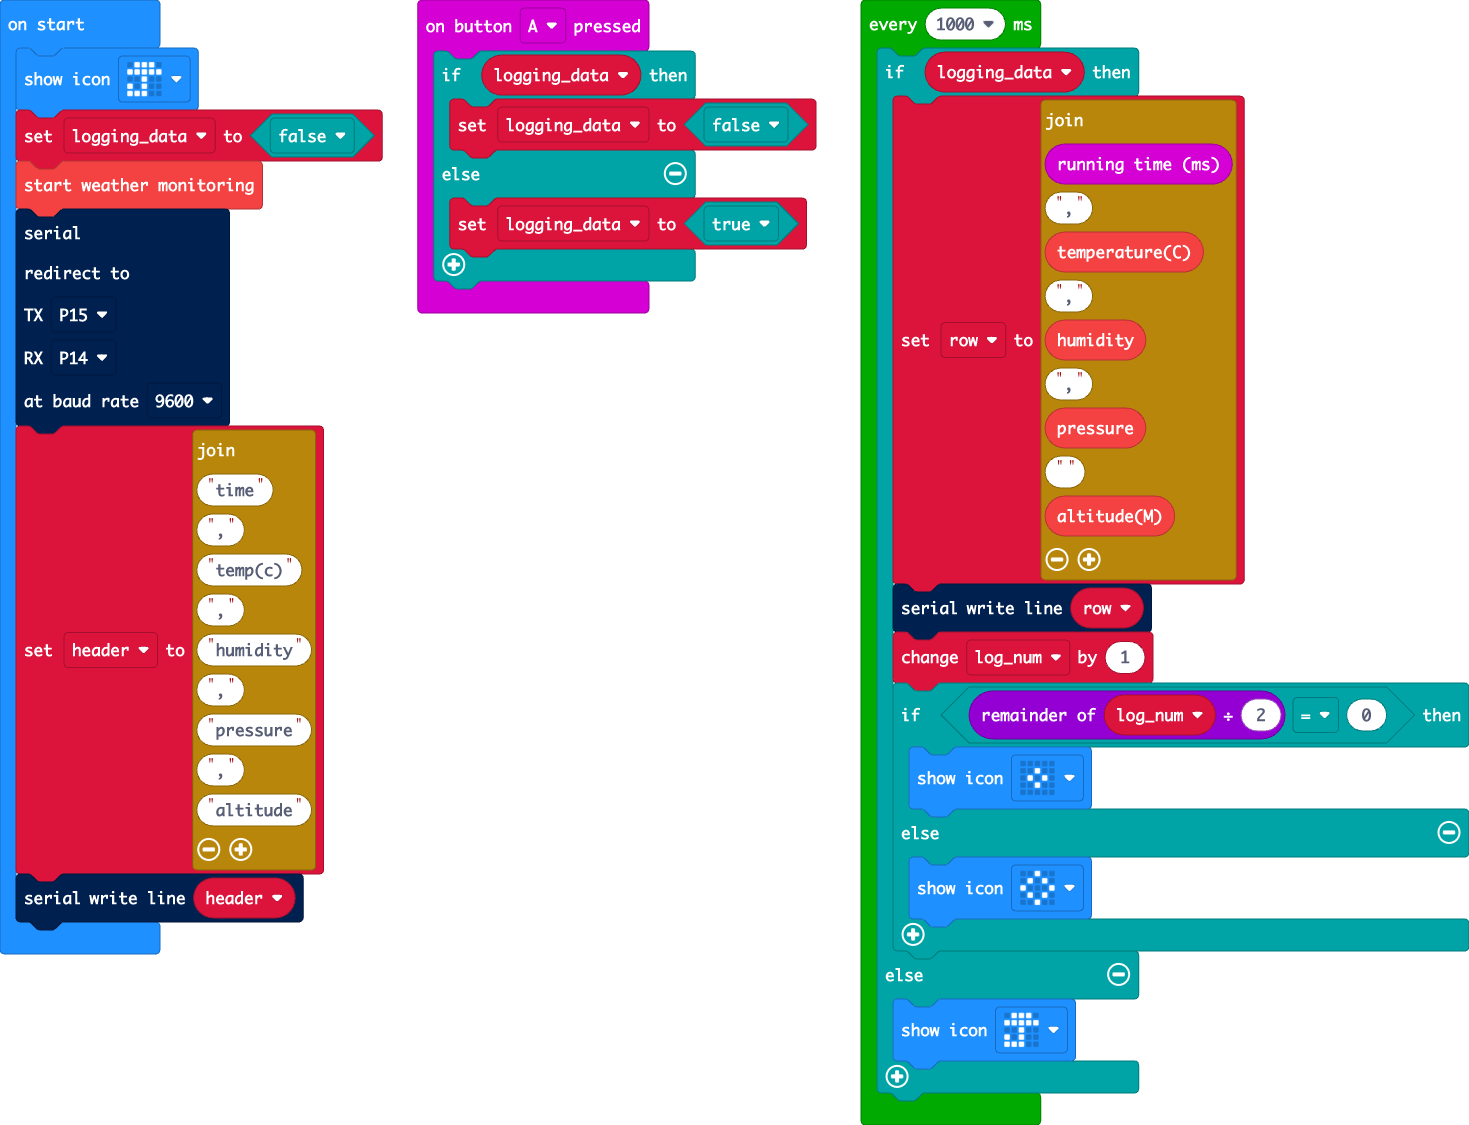 on start
show icon
set logging_data to false
start weather monitoring
serial
redirect to
TX P15
RX P14
at baud rate 9600
set header to
join
"time"
","
"temp(c)"
","
"humidity"
","
"pressure"
","
"altitude"
serial write line header
on button A pressed
if logging_data then
set logging_data to false
else
set logging_data to true
every 1000 ms
if logging_data then
set row to
join
running time (ms)
","
temperature(C)
","
humidity
","
pressure
" "
altitude(M)
serial write line row
change log_num by 1
if remainder of log_num ÷ 2 = 0 then
show icon
else
show icon
else
show icon